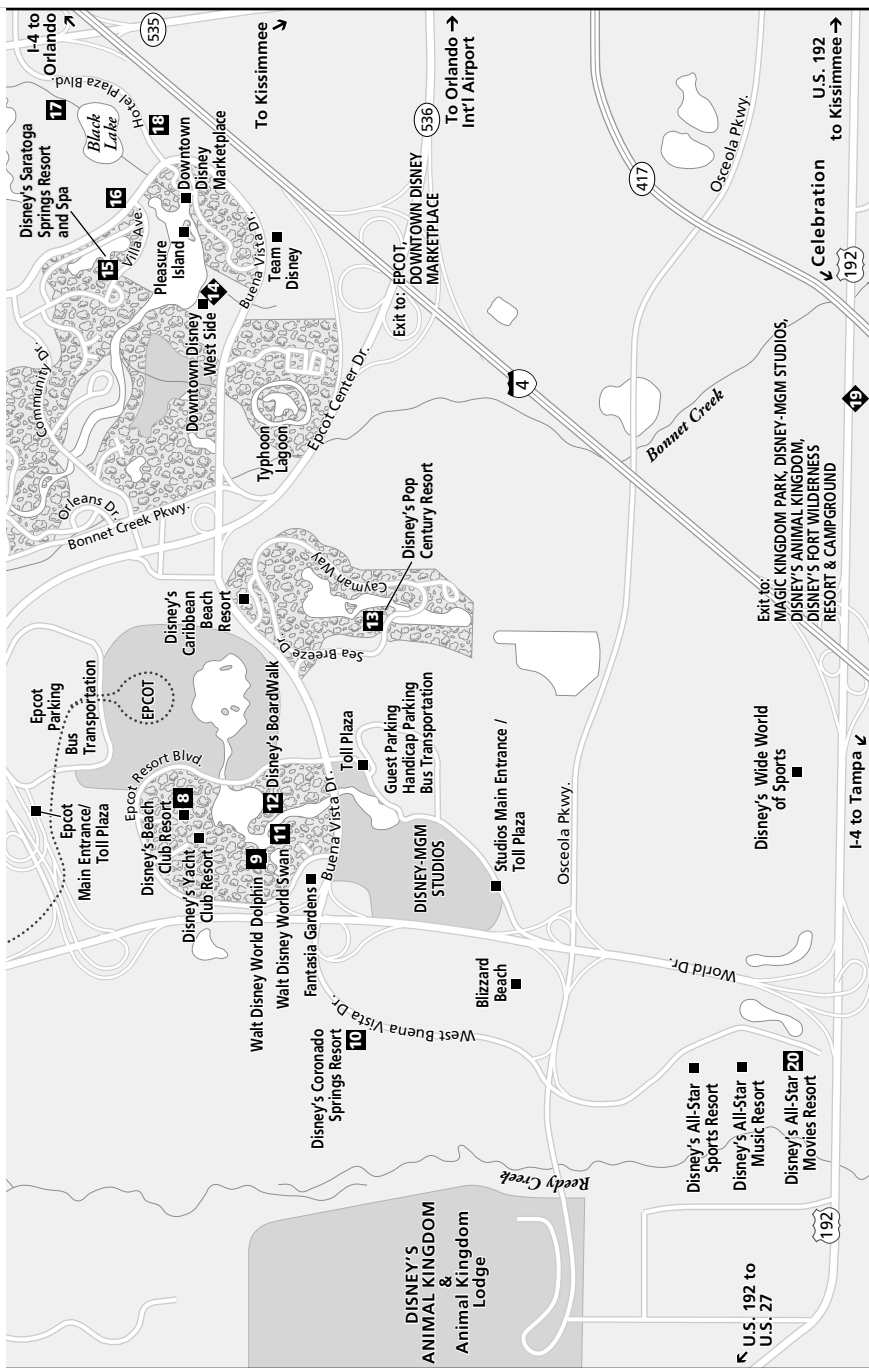 I-4 to
Orlando
535
To Kissimmee
Hotel Plaza Blvd.
17
Black
Lake
18
Disney's Saratoga
Springs Resort
and Spa
16
15
Villa Ave.
Downtown
Disney
Marketplace
Pleasure
Island
14
Downtown Disney
West Side
Buena Vista Dr.
Team
Disney
Community Dr.
Orleans Dr.
Bonnet Creek Pkwy.
Typhoon
Lagoon
Epcot Center Dr.
Exit to: EPCOT,
DOWNTOWN DISNEY
MARKETPLACE
536
To Orlando
Int'l Airport
417
Osceola Pkwy.
U.S. 192
to Kissimmee
Celebration
192
4
Bonnet Creek
19
Epcot
Parking
Bus
Transportation
EPCOT
Epcot
Main Entrance/
Toll Plaza
Disney's
Caribbean
Beach
Resort
Cayman Way
Sea Breeze Dr.
13
Disney's Pop
Century Resort
Epcot Resort Blvd.
Disney's Beach
Club Resort
8
Disney's Yacht
Club Resort
Disney's BoardWalk
12
Walt Disney World Dolphin
9
Walt Disney World Swan
11
Fantasia Gardens
Buena Vista Dr.
Toll Plaza
Guest Parking
Handicap Parking
Bus Transportation
DISNEY-MGM
STUDIOS
Studios Main Entrance /
Toll Plaza
Osceola Pkwy.
Exit to:
MAGIC KINGDOM PARK, DISNEY-MGM STUDIOS,
DISNEY'S ANIMAL KINGDOM,
DISNEY'S FORT WILDERNESS
RESORT & CAMPGROUND
Disney's Wide World
of Sports
I-4 to Tampa
World Dr.
Blizzard
Beach
West Buena Vista Dr.
Disney's Coronado
Springs Resort
10
Disney's All-Star
Sports Resort
Disney's All-Star
Music Resort
Disney's All-Star
Movies Resort
20
Reedy Creek
DISNEY'S
ANIMAL KINGDOM
&
Animal Kingdom
Lodge
192
U.S. 192 to
U.S. 27